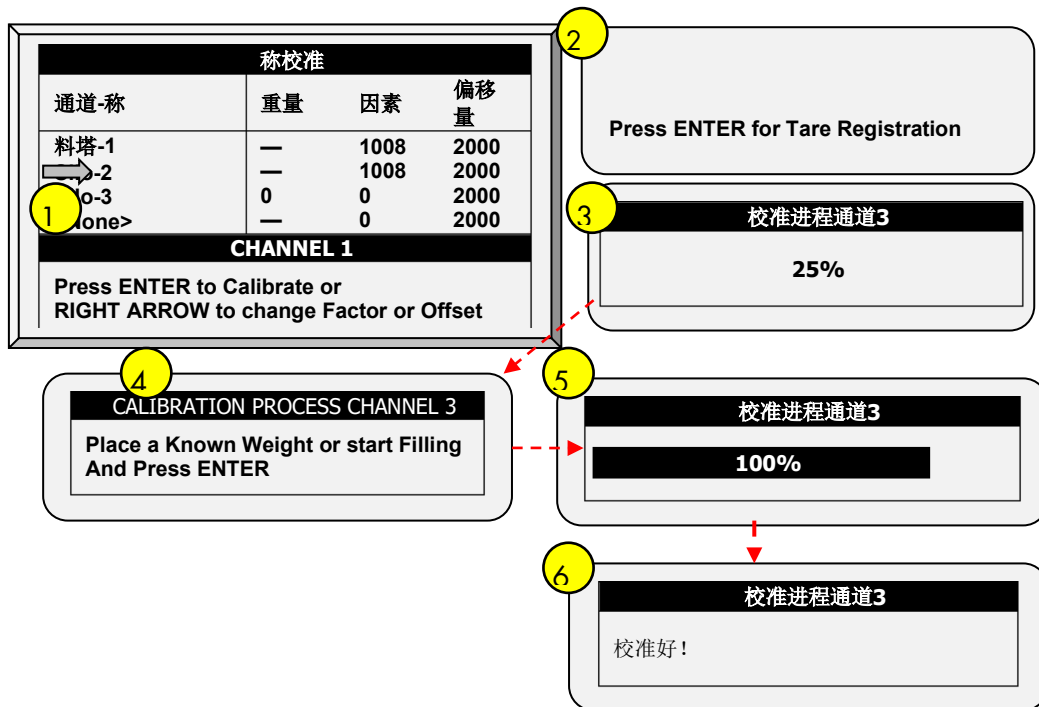 称校准
通道-称 重量 因素 偏移
量
料塔-1 — 1008 2000
-2 — 1008 2000
-3 0 0 2000
— 0 2000
1
CHANNEL 1
Press ENTER to Calibrate or
RIGHT ARROW to change Factor or Offset
2
Press ENTER for Tare Registration
3
校准进程通道3
25%
4
CALIBRATION PROCESS CHANNEL 3
Place a Known Weight or start Filling
And Press ENTER
5
校准进程通道3
100%
6
校准进程通道3
校准好！